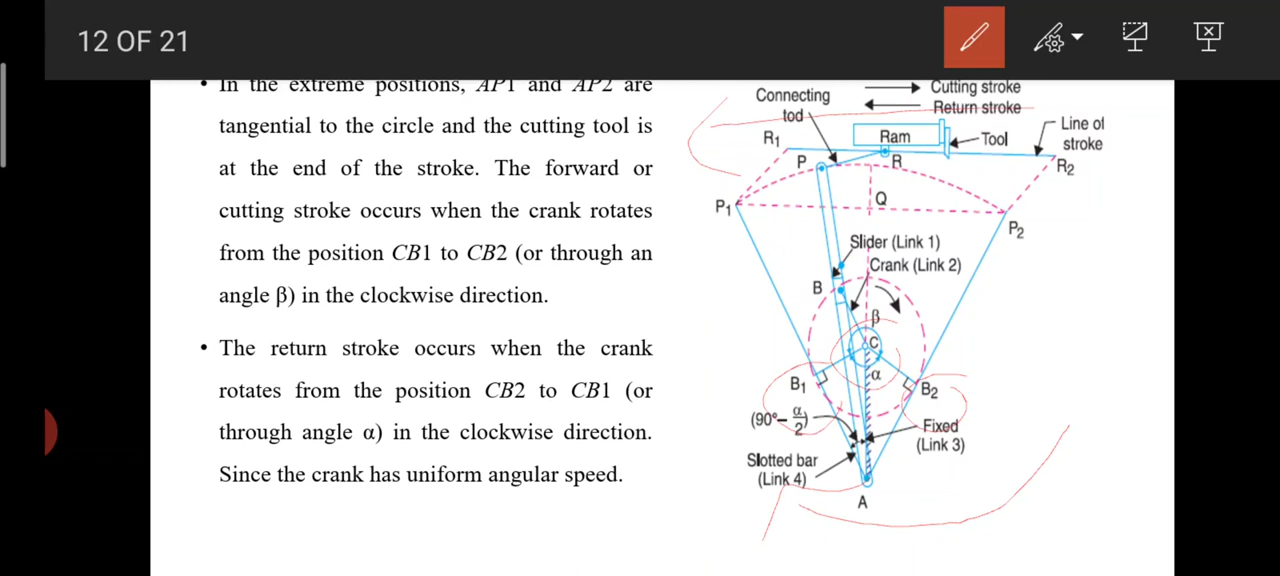 12 OF 21
• In the extreme positions, AP1 and AP2 are
tangential to the circle and the cutting tool is
at the end of the stroke. The forward or
cutting stroke occurs when the crank rotates
from the position CB1 to CB2 (or through an
angle β) in the clockwise direction.
• The return stroke occurs when the crank
rotates from the position CB2 to CB1 (or
through angle α) in the clockwise direction.
Since the crank has uniform angular speed.
Cutting stroke
Return stroke
Connecting
tod
Ram
Tool
Line of
stroke
R1
P
R
R2
P1
Q
P2
Slider (Link 1)
Crank (Link 2)
B
β
C
α
B1
B2
(90°– α/2)
Fixed
(Link 3)
Slotted bar
(Link 4)
A